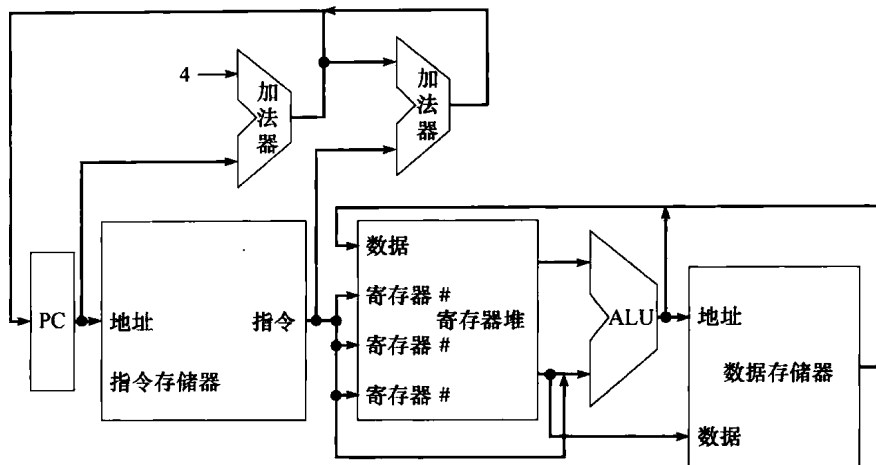 4
加法器
加法器
PC
地址
指令
指令存储器
数据
寄存器 #
寄存器堆
寄存器 #
寄存器 #
ALU
地址
数据存储器
数据